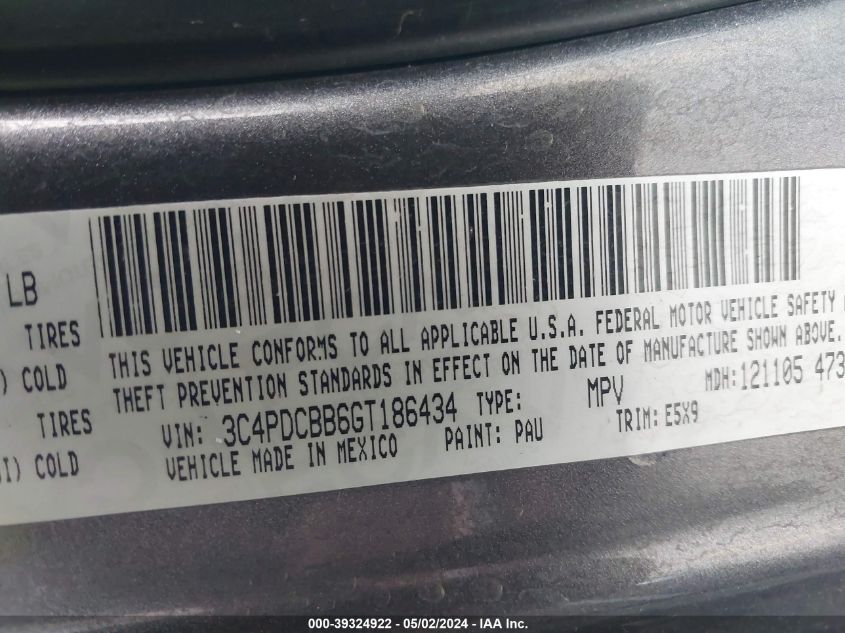 LB
TIRES
) COLD
TIRES
I) COLD
THIS VEHICLE CONFORMS TO ALL APPLICABLE U.S.A. FEDERAL MOTOR VEHICLE SAFETY
THEFT PREVENTION STANDARDS IN EFFECT ON THE DATE OF MANUFACTURE SHOWN ABOVE.
VIN: 3C4PDCBB6GT186434 TYPE: MPV MDH:121105 473
VEHICLE MADE IN MEXICO PAINT: PAU TRIM:E5X9
000-39324922 - 05/02/2024 - IAA Inc.